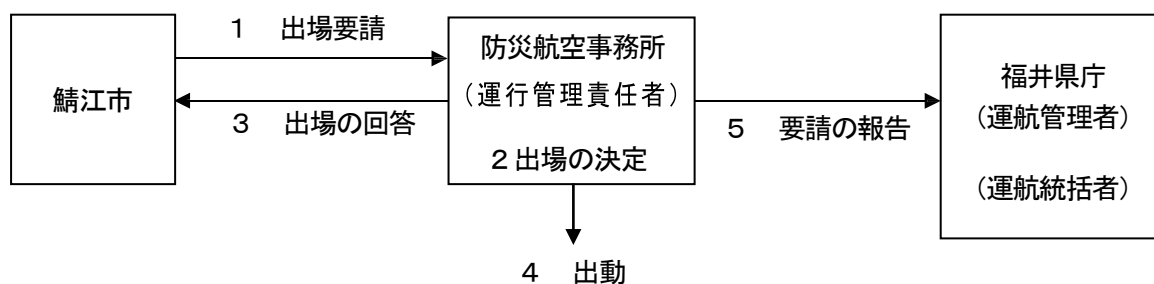 鯖江市
1 出場要請
3 出場の回答
防災航空事務所
（運行管理責任者）
2出場の決定
4 出動
5 要請の報告
福井県庁
（運航管理者）
（運航統括者）